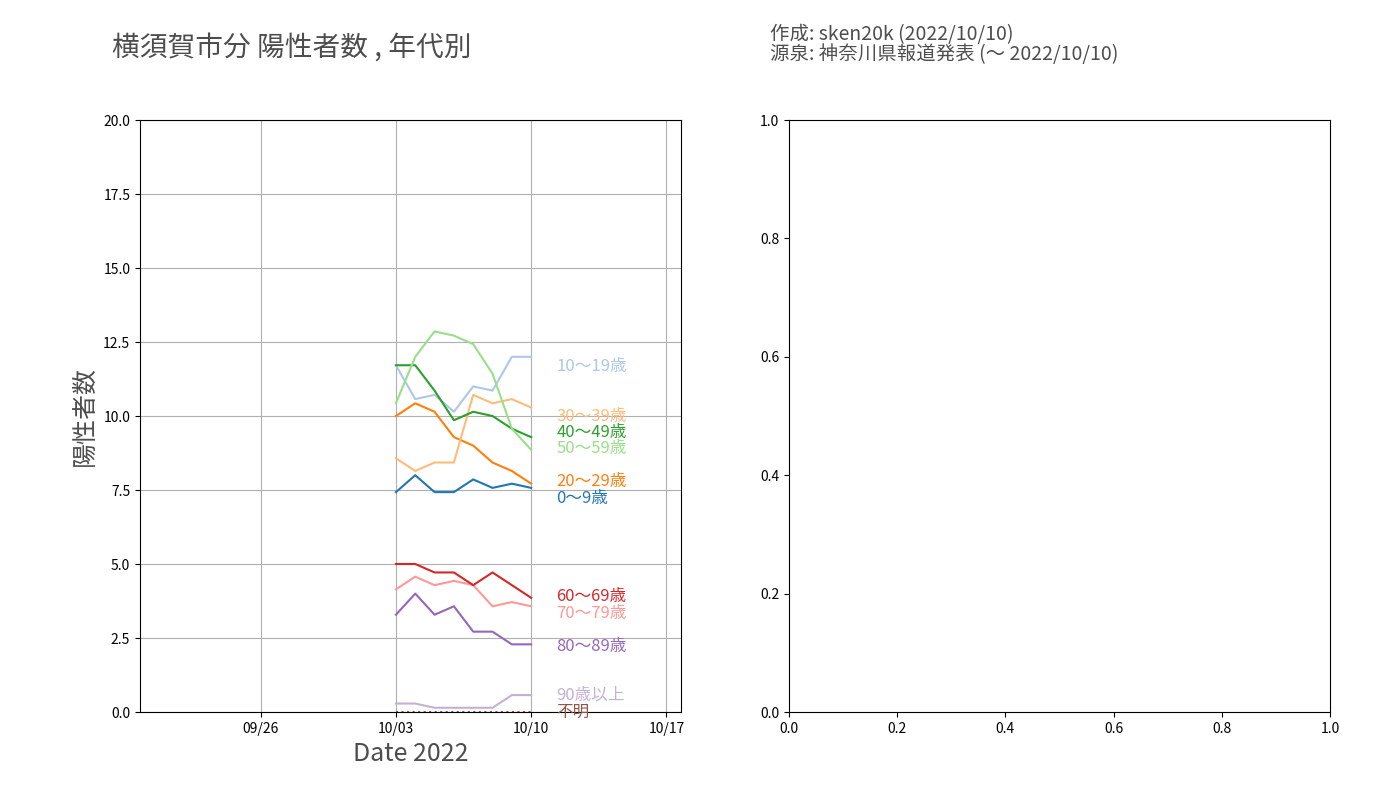 横須賀市分 陽性者数 , 年代別
作成: sken20k (2022/10/10)
源泉: 神奈川県報道発表 (～ 2022/10/10)
陽性者数
20.0
17.5
15.0
12.5
10.0
7.5
5.0
2.5
0.0
10～19歳
30～39歳
40～49歳
50～59歳
20～29歳
0～9歳
60～69歳
70～79歳
80～89歳
90歳以上
不明
09/26
10/03
10/10
10/17
Date 2022
1.0
0.8
0.6
0.4
0.2
0.0
0.0
0.2
0.4
0.6
0.8
1.0